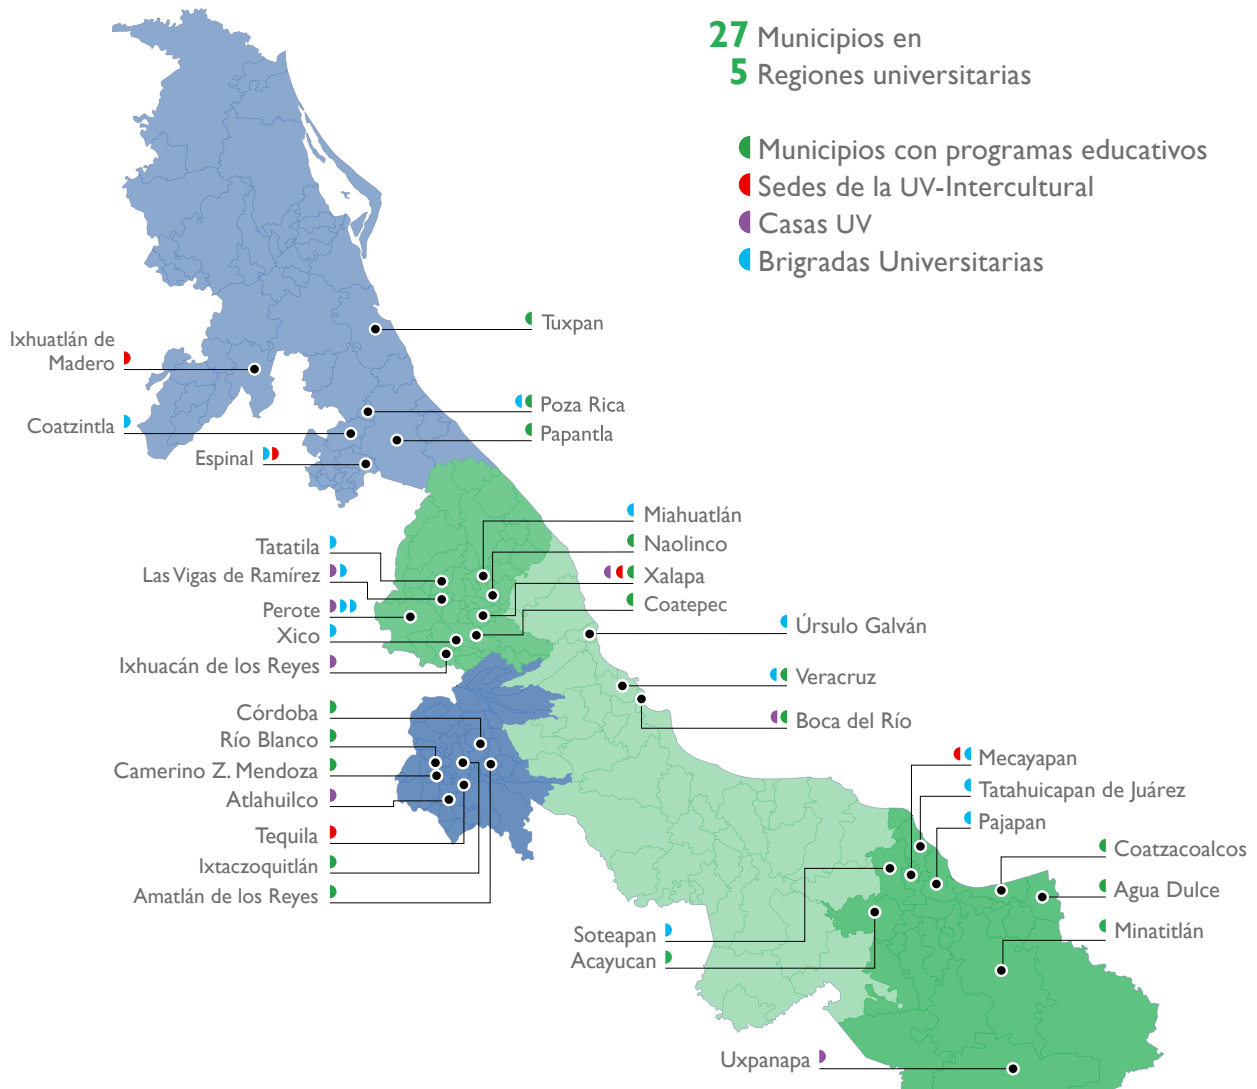 27 Municipios en
5 Regiones universitarias
Municipios con programas educativos
Sedes de la UV-Intercultural
Casas UV
Brigradas Universitarias
Tuxpan
Ixhuatlán de
Madero
Poza Rica
Coatzintla
Papantla
Espinal
Miahuatlán
Naolinco
Tatatila
Las Vigas de Ramírez
Xalapa
Perote
Coatepec
Xico
Úrsulo Galván
Ixhuacán de los Reyes
Veracruz
Córdoba
Boca del Río
Río Blanco
Camerino Z. Mendoza
Mecayapan
Atlahuilco
Tatahuicapan de Juárez
Pajapan
Tequila
Coatzacoalcos
Ixtaczoquitlán
Agua Dulce
Amatlán de los Reyes
Minatitlán
Soteapan
Acayucan
Uxpanapa